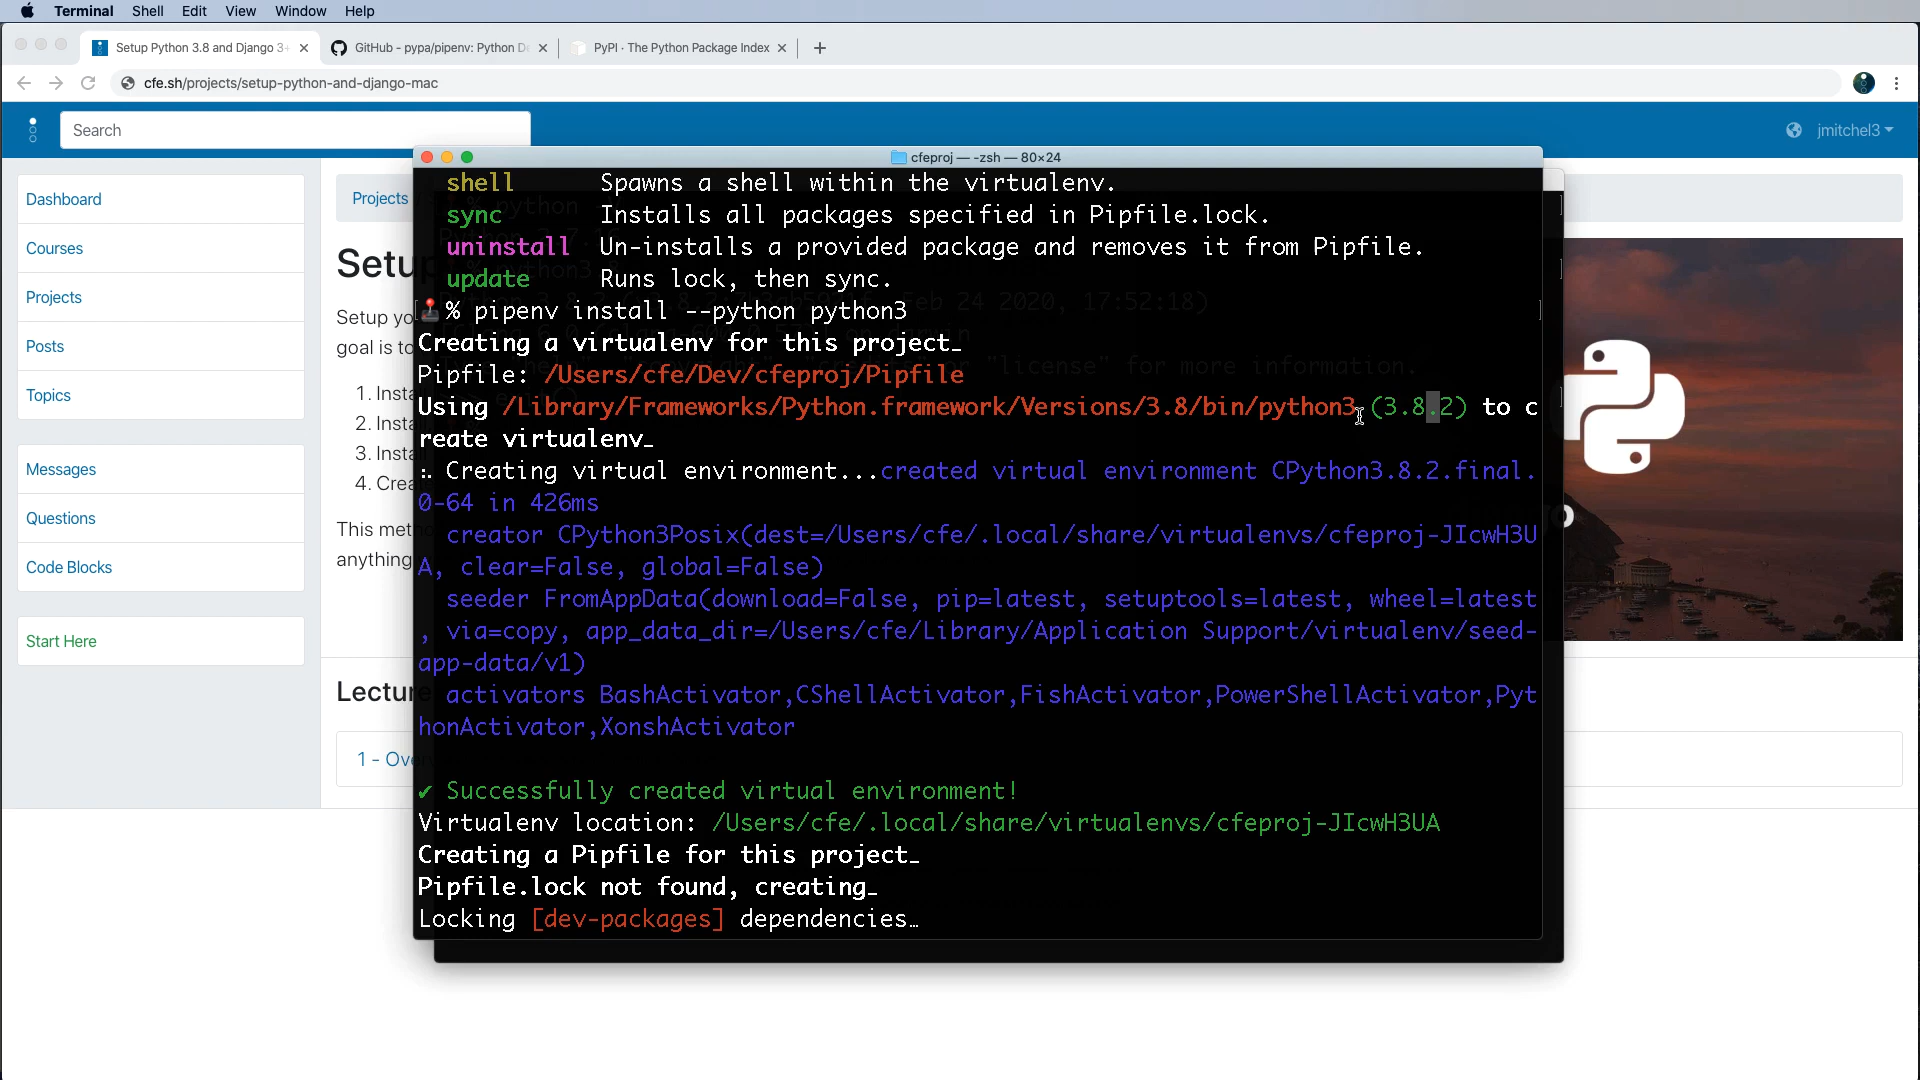 Terminal Shell Edit View Window Help
Setup Python 3.8 and Django 3+
GitHub - pypa/pipenv: Python De
PyPI · The Python Package Index
cfe.sh/projects/setup-python-and-django-mac
Search
jmitchel3
Dashboard
Courses
Projects
Posts
Topics
Messages
Questions
Code Blocks
Start Here
Projects
Setu
Setup yo
goal is to
1. Insta
2. Instal
3. Insta
4. Crea
This meth
anything
Lecture
1 - Ove
cfeproj — -zsh — 80×24
shell Spawns a shell within the virtualenv.
sync Installs all packages specified in Pipfile.lock.
uninstall Un-installs a provided package and removes it from Pipfile.
update Runs lock, then sync.
% pipenv install --python python3
Creating a virtualenv for this project…
Pipfile: /Users/cfe/Dev/cfeproj/Pipfile
Using /Library/Frameworks/Python.framework/Versions/3.8/bin/python3 (3.8.2) to c
reate virtualenv…
⠦ Creating virtual environment...created virtual environment CPython3.8.2.final.
0-64 in 426ms
creator CPython3Posix(dest=/Users/cfe/.local/share/virtualenvs/cfeproj-JIcwH3U
A, clear=False, global=False)
seeder FromAppData(download=False, pip=latest, setuptools=latest, wheel=latest
, via=copy, app_data_dir=/Users/cfe/Library/Application Support/virtualenv/seed-
app-data/v1)
activators BashActivator,CShellActivator,FishActivator,PowerShellActivator,Pyt
honActivator,XonshActivator
✔ Successfully created virtual environment!
Virtualenv location: /Users/cfe/.local/share/virtualenvs/cfeproj-JIcwH3UA
Creating a Pipfile for this project…
Pipfile.lock not found, creating…
Locking [dev-packages] dependencies…